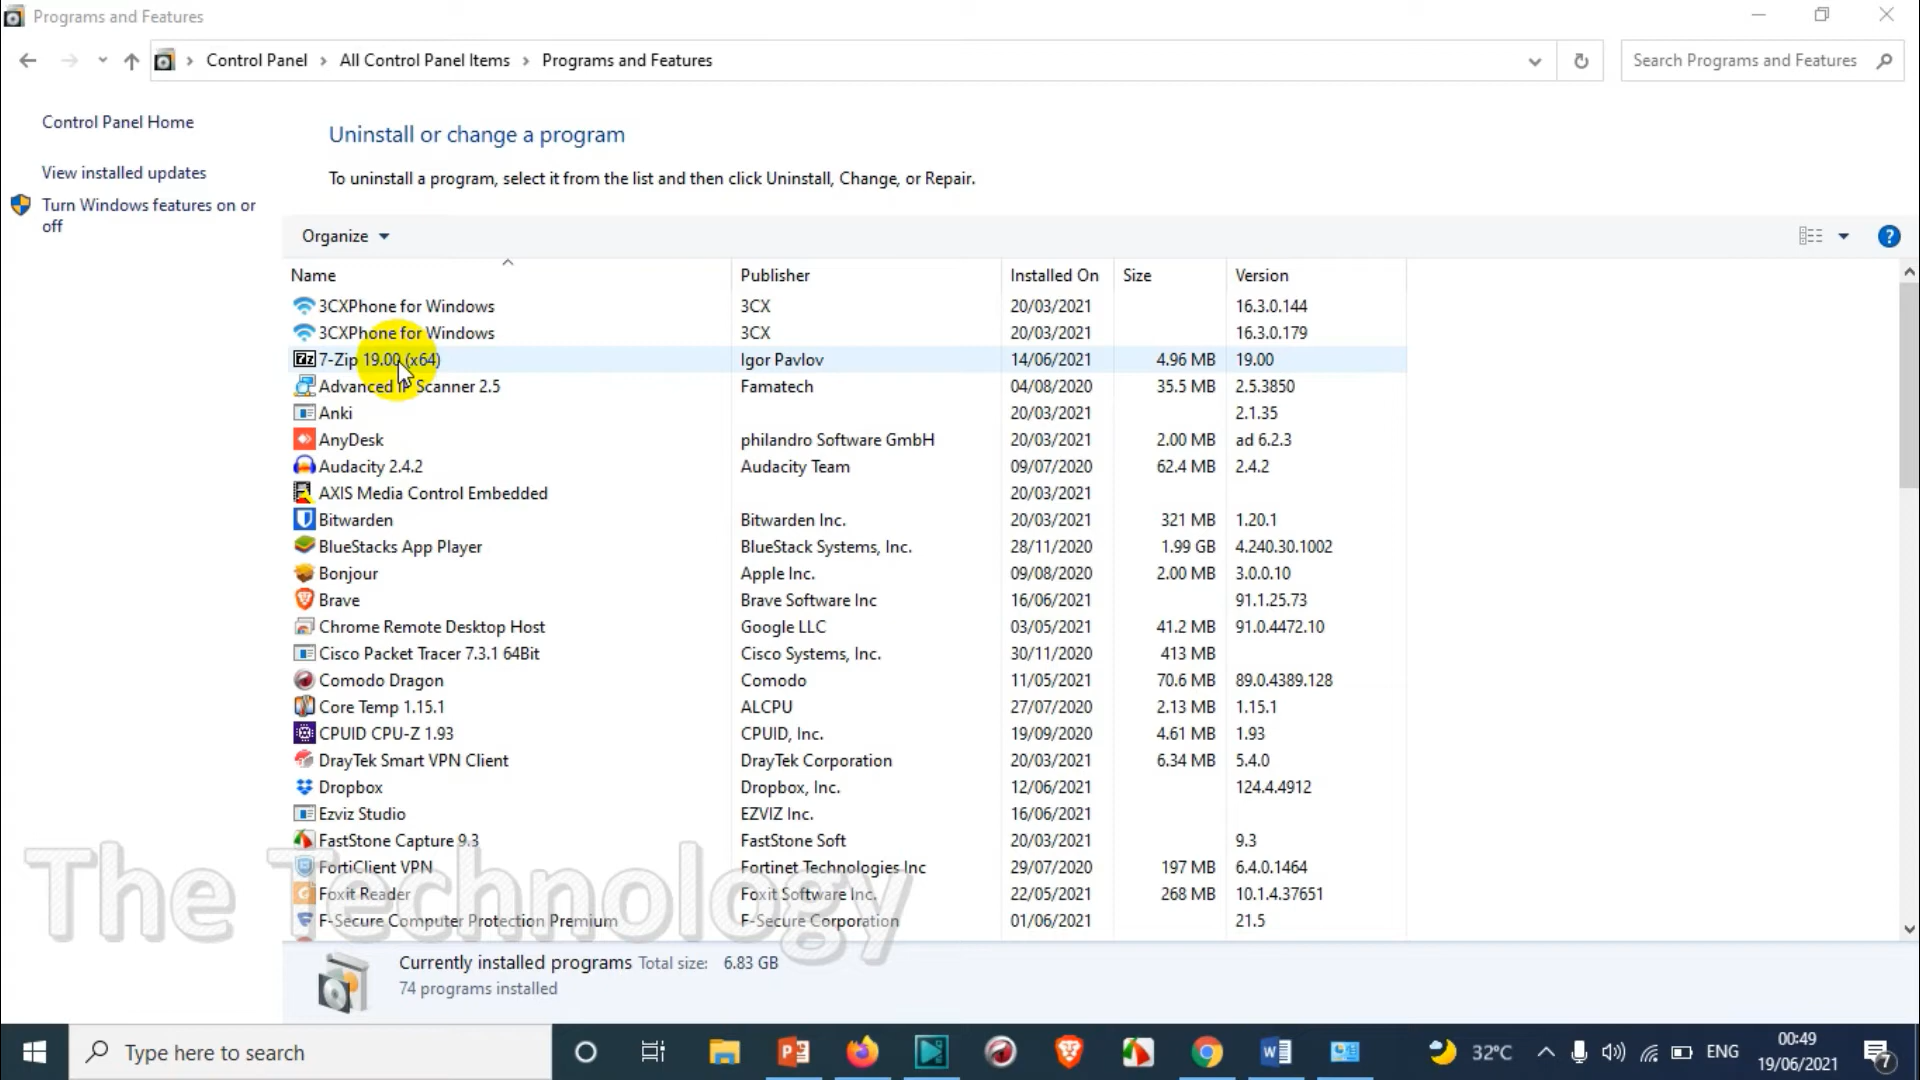 Programs and Features
Control Panel > All Control Panel Items > Programs and Features
Search Programs and Features
Control Panel Home
View installed updates
Turn Windows features on or
off
Uninstall or change a program
To uninstall a program, select it from the list and then click Uninstall, Change, or Repair.
Organize
Name Publisher Installed On Size Version
3CXPhone for Windows 3CX 20/03/2021 16.3.0.144
3CXPhone for Windows 3CX 20/03/2021 16.3.0.179
7-Zip 19.00 (x64) Igor Pavlov 14/06/2021 4.96 MB 19.00
Advanced IP Scanner 2.5 Famatech 04/08/2020 35.5 MB 2.5.3850
Anki 20/03/2021 2.1.35
AnyDesk philandro Software GmbH 20/03/2021 2.00 MB ad 6.2.3
Audacity 2.4.2 Audacity Team 09/07/2020 62.4 MB 2.4.2
AXIS Media Control Embedded 20/03/2021
Bitwarden Bitwarden Inc. 20/03/2021 321 MB 1.20.1
BlueStacks App Player BlueStack Systems, Inc. 28/11/2020 1.99 GB 4.240.30.1002
Bonjour Apple Inc. 09/08/2020 2.00 MB 3.0.0.10
Brave Brave Software Inc 16/06/2021 91.1.25.73
Chrome Remote Desktop Host Google LLC 03/05/2021 41.2 MB 91.0.4472.10
Cisco Packet Tracer 7.3.1 64Bit Cisco Systems, Inc. 30/11/2020 413 MB
Comodo Dragon Comodo 11/05/2021 70.6 MB 89.0.4389.128
Core Temp 1.15.1 ALCPU 27/07/2020 2.13 MB 1.15.1
CPUID CPU-Z 1.93 CPUID, Inc. 19/09/2020 4.61 MB 1.93
DrayTek Smart VPN Client DrayTek Corporation 20/03/2021 6.34 MB 5.4.0
Dropbox Dropbox, Inc. 12/06/2021 124.4.4912
Ezviz Studio EZVIZ Inc. 16/06/2021
FastStone Capture 9.3 FastStone Soft 20/03/2021 9.3
FortiClient VPN Fortinet Technologies Inc 29/07/2020 197 MB 6.4.0.1464
Foxit Reader Foxit Software Inc. 22/05/2021 268 MB 10.1.4.37651
F-Secure Computer Protection Premium F-Secure Corporation 01/06/2021 21.5
The Technology
Currently installed programs Total size: 6.83 GB
74 programs installed
Type here to search
32°C
ENG
00:49
19/06/2021
7